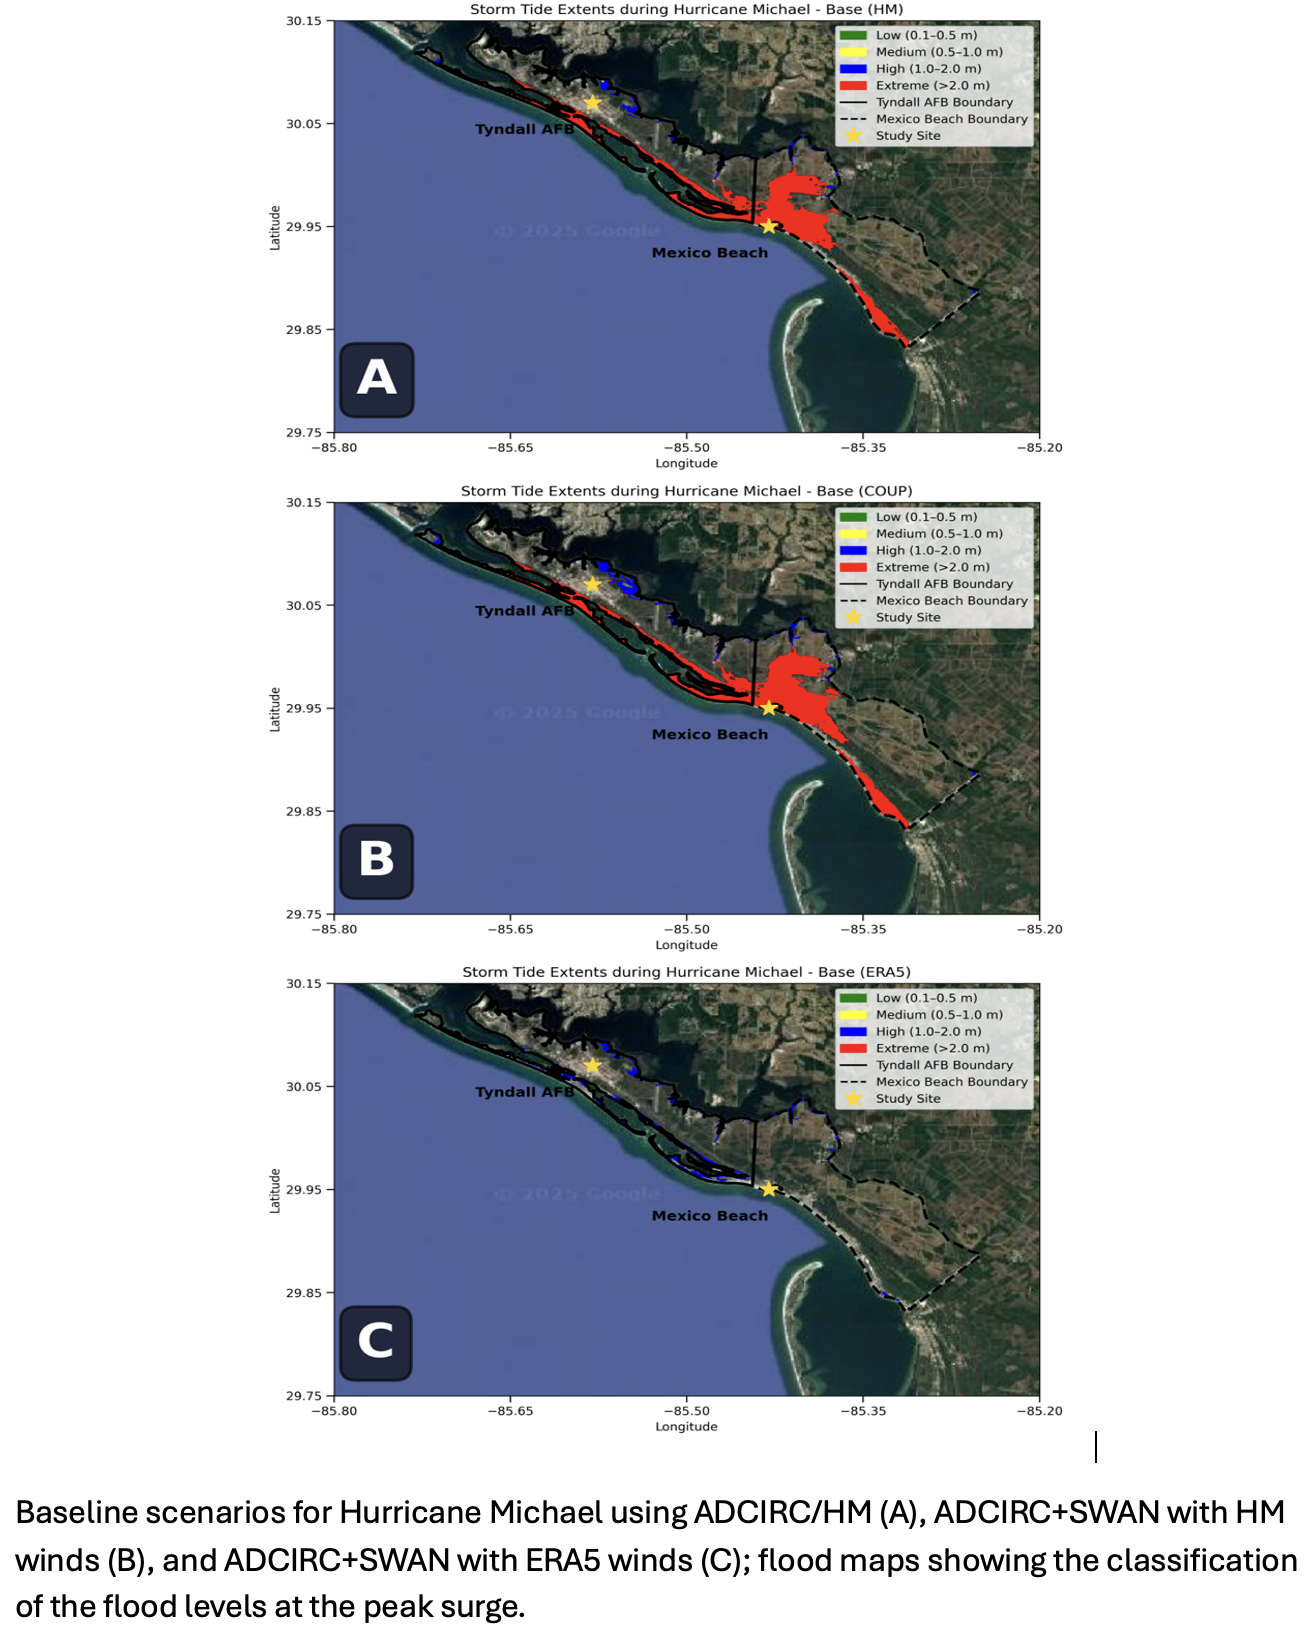 Storm Tide Extents during Hurricane Michael - Base (HM)
30.15
30.05
29.95
29.85
29.75
Latitude
Low (0.1–0.5 m)
Medium (0.5–1.0 m)
High (1.0–2.0 m)
Extreme (>2.0 m)
Tyndall AFB Boundary
Mexico Beach Boundary
Study Site
Tyndall AFB
© 2025 Google
Mexico Beach
A
−85.80 −85.65 −85.50 −85.35 −85.20
Longitude
Storm Tide Extents during Hurricane Michael - Base (COUP)
30.15
30.05
29.95
29.85
29.75
Latitude
Low (0.1–0.5 m)
Medium (0.5–1.0 m)
High (1.0–2.0 m)
Extreme (>2.0 m)
Tyndall AFB Boundary
Mexico Beach Boundary
Study Site
Tyndall AFB
© 2025 Google
Mexico Beach
B
−85.80 −85.65 −85.50 −85.35 −85.20
Longitude
Storm Tide Extents during Hurricane Michael - Base (ERA5)
30.15
30.05
29.95
29.85
29.75
Latitude
Low (0.1–0.5 m)
Medium (0.5–1.0 m)
High (1.0–2.0 m)
Extreme (>2.0 m)
Tyndall AFB Boundary
Mexico Beach Boundary
Study Site
Tyndall AFB
© 2025 Google
Mexico Beach
C
−85.80 −85.65 −85.50 −85.35 −85.20
Longitude
Baseline scenarios for Hurricane Michael using ADCIRC/HM (A), ADCIRC+SWAN with HM
winds (B), and ADCIRC+SWAN with ERA5 winds (C); flood maps showing the classification
of the flood levels at the peak surge.